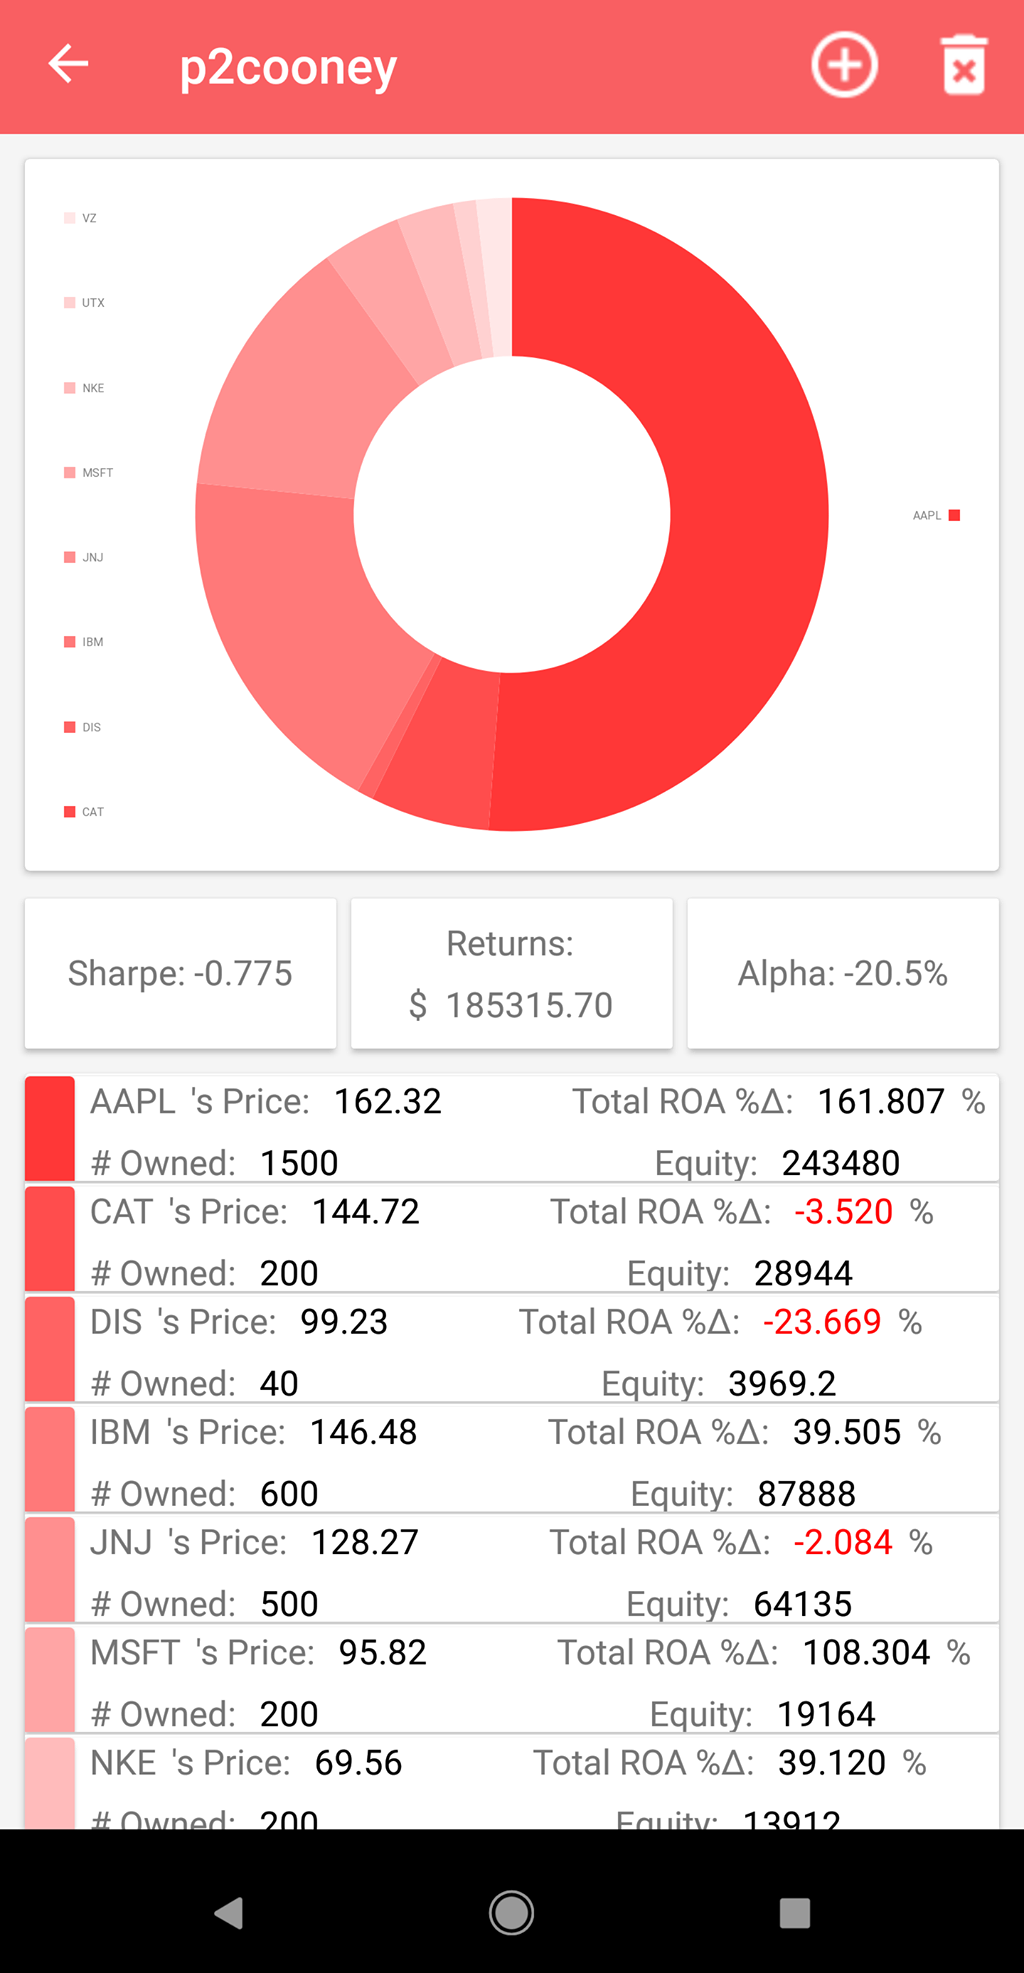 p2cooney
VZ
UTX
NKE
MSFT
JNJ
IBM
DIS
CAT
AAPL
Sharpe: -0.775
Returns:
$ 185315.70
Alpha: -20.5%
AAPL 's Price: 162.32 Total ROA %Δ: 161.807 %
# Owned: 1500 Equity: 243480
CAT 's Price: 144.72 Total ROA %Δ: -3.520 %
# Owned: 200 Equity: 28944
DIS 's Price: 99.23 Total ROA %Δ: -23.669 %
# Owned: 40 Equity: 3969.2
IBM 's Price: 146.48 Total ROA %Δ: 39.505 %
# Owned: 600 Equity: 87888
JNJ 's Price: 128.27 Total ROA %Δ: -2.084 %
# Owned: 500 Equity: 64135
MSFT 's Price: 95.82 Total ROA %Δ: 108.304 %
# Owned: 200 Equity: 19164
NKE 's Price: 69.56 Total ROA %Δ: 39.120 %
# Owned: 200 Equity: 13912